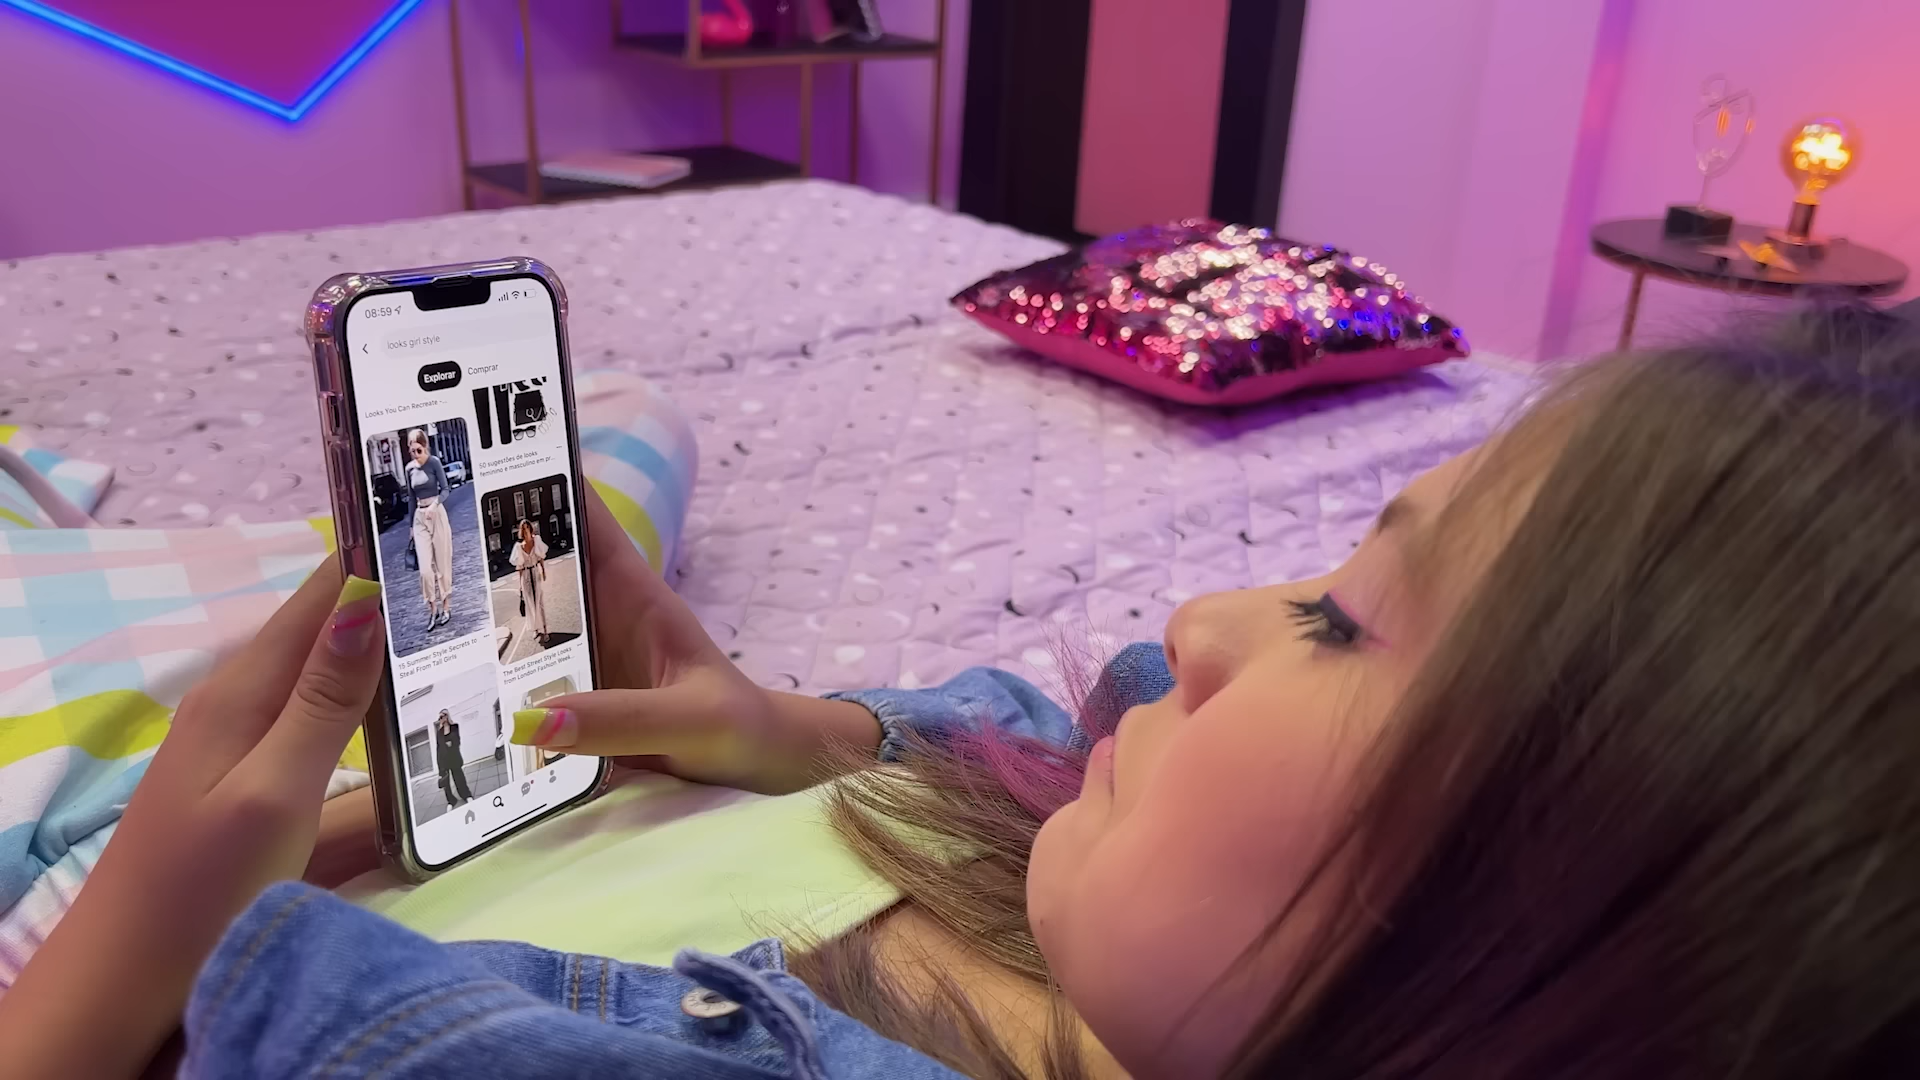 08:59
looks girl style
Explorar
Comprar
Looks You Can Recreate -...
50 sugestões de looks
feminino e masculino em pr...
15 Summer Style Secrets to
Steal From Tall Girls
The Best Street Style Looks
from London Fashion Week...